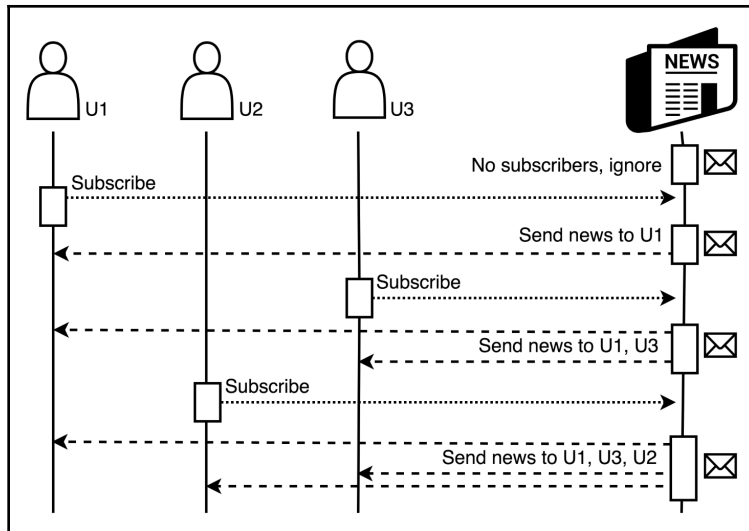 NEWS
U1
U2
U3
No subscribers, ignore
Subscribe
Send news to U1
Subscribe
Send news to U1, U3
Subscribe
Send news to U1, U3, U2